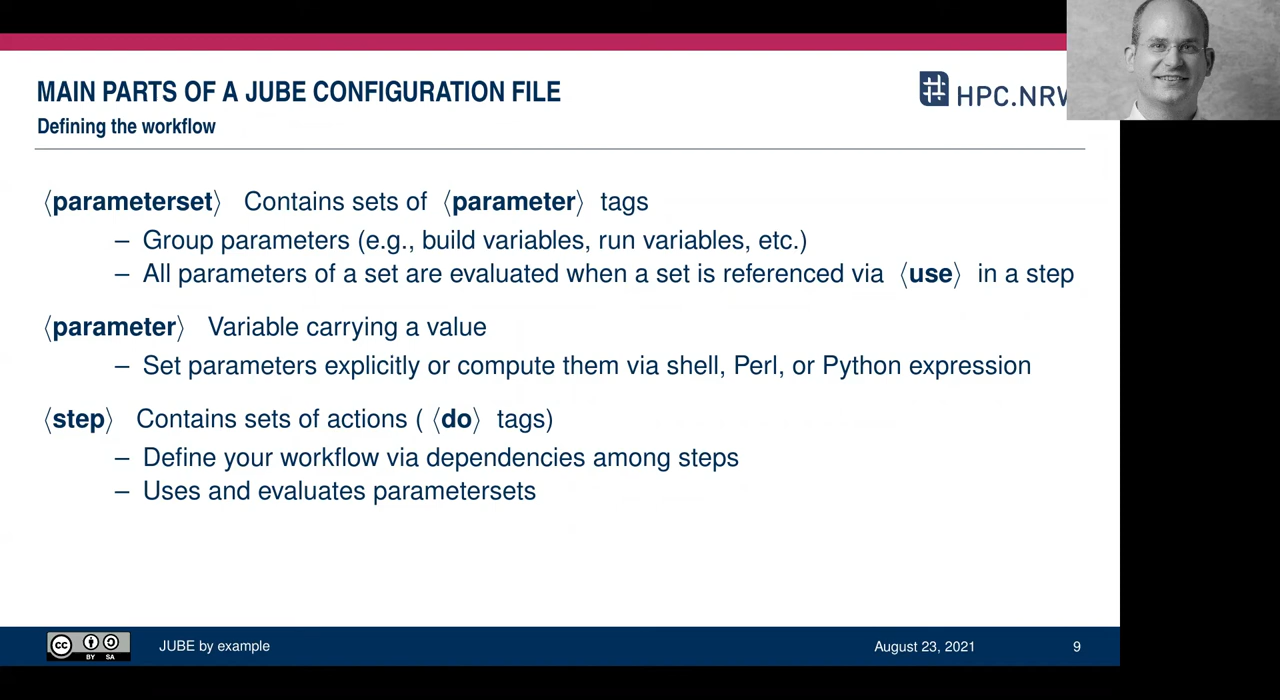 MAIN PARTS OF A JUBE CONFIGURATION FILE
Defining the workflow
HPC.NRW
⟨parameterset⟩ Contains sets of ⟨parameter⟩ tags
– Group parameters (e.g., build variables, run variables, etc.)
– All parameters of a set are evaluated when a set is referenced via ⟨use⟩ in a step
⟨parameter⟩ Variable carrying a value
– Set parameters explicitly or compute them via shell, Perl, or Python expression
⟨step⟩ Contains sets of actions ( ⟨do⟩ tags)
– Define your workflow via dependencies among steps
– Uses and evaluates parametersets
cc BY SA
JUBE by example
August 23, 2021
9